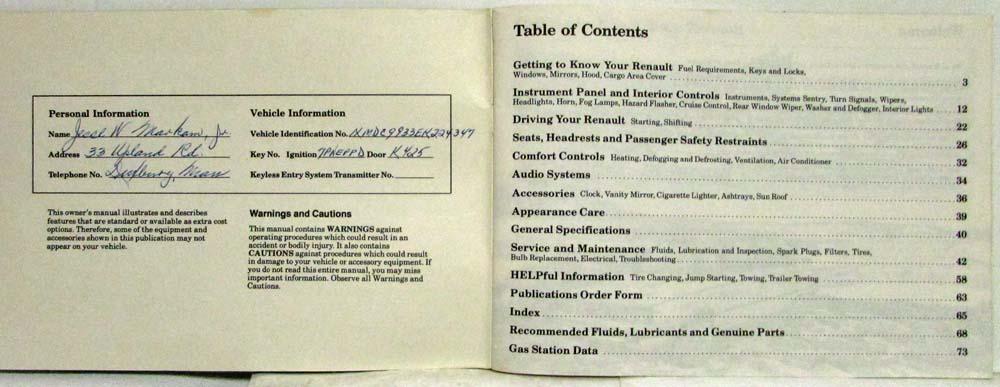 Personal Information
Name Jesse W. Markam, Jr.
Address 33 Upland Rd.
Telephone No. Sudbury, Mass
Vehicle Information
Vehicle Identification No. 1XMDC9933EK224347
Key No. Ignition 7PHEPPD Door K425
Keyless Entry System Transmitter No.
This owner's manual illustrates and describes
features that are standard or available as extra cost
options. Therefore, some of the equipment and
accessories shown in this publication may not
appear on your vehicle.
Warnings and Cautions
This manual contains WARNINGS against
operating procedures which could result in an
accident or bodily injury. It also contains
CAUTIONS against procedures which could result
in damage to your vehicle or accessory equipment. If
you do not read this entire manual, you may miss
important information. Observe all Warnings and
Cautions.
Table of Contents
Getting to Know Your Renault Fuel Requirements, Keys and Locks,
Windows, Mirrors, Hood, Cargo Area Cover 3
Instrument Panel and Interior Controls Instruments, Systems Sentry, Turn Signals, Wipers,
Headlights, Horn, Fog Lamps, Hazard Flasher, Cruise Control, Rear Window Wiper, Washer and Defogger, Interior Lights 12
Driving Your Renault Starting, Shifting 22
Seats, Headrests and Passenger Safety Restraints 26
Comfort Controls Heating, Defogging and Defrosting, Ventilation, Air Conditioner 32
Audio Systems 34
Accessories Clock, Vanity Mirror, Cigarette Lighter, Ashtrays, Sun Roof 36
Appearance Care 39
General Specifications 40
Service and Maintenance Fluids, Lubrication and Inspection, Spark Plugs, Filters, Tires,
Bulb Replacement, Electrical, Troubleshooting 42
HELPful Information Tire Changing, Jump Starting, Towing, Trailer Towing 58
Publications Order Form 63
Index 65
Recommended Fluids, Lubricants and Genuine Parts 68
Gas Station Data 73